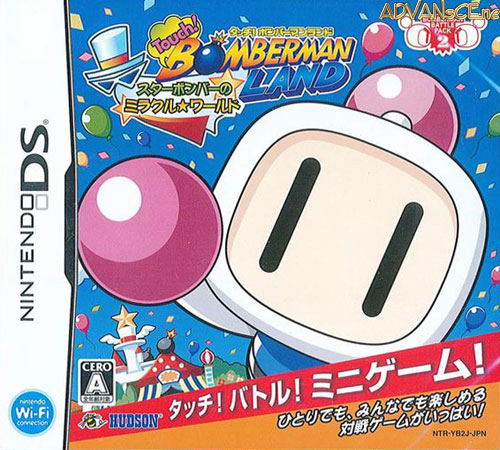 ADVANsCE.ne
Touch!
タッチ! ボンバーマンランド
BOMBERMAN
LAND
スターボンバーの
ミラクル★ワールド
BATTLE
PACK
2
NINTENDO DS
CERO
A
全年齢対象
HUDSON
タッチ! バトル! ミニゲーム!
ひとりでも、みんなでも楽しめる
対戦ゲームがいっぱい!
Nintendo
Wi-Fi
connection
NTR-YB2J-JPN